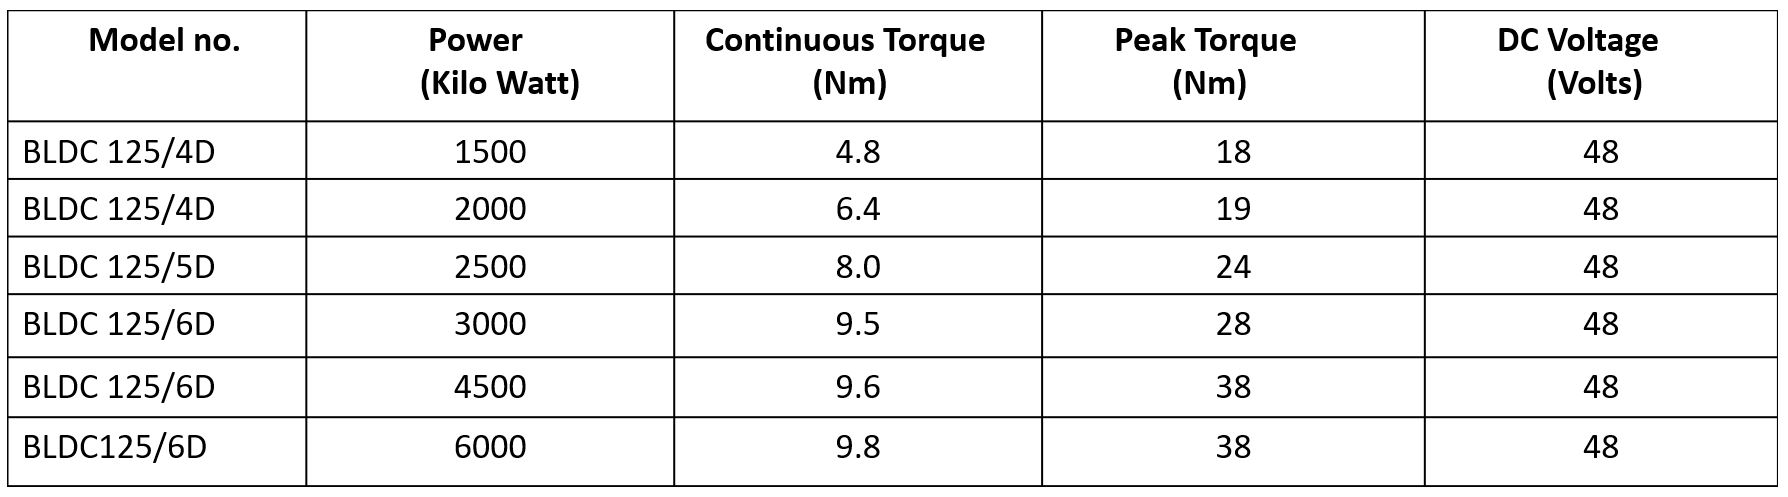 Model no. Power Continuous Torque Peak Torque DC Voltage
(Kilo Watt) (Nm) (Nm) (Volts)
BLDC 125/4D 1500 4.8 18 48
BLDC 125/4D 2000 6.4 19 48
BLDC 125/5D 2500 8.0 24 48
BLDC 125/6D 3000 9.5 28 48
BLDC 125/6D 4500 9.6 38 48
BLDC125/6D 6000 9.8 38 48